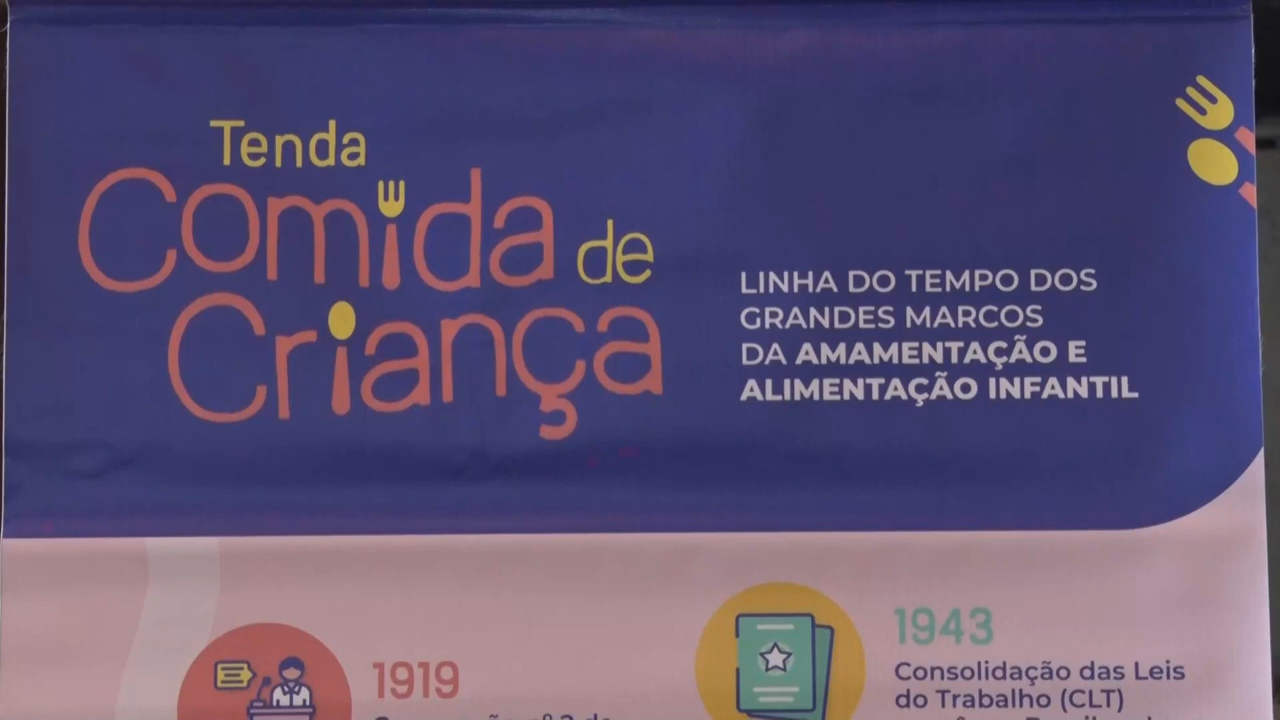 Tenda
Comida de
Criança
LINHA DO TEMPO DOS
GRANDES MARCOS
DA AMAMENTAÇÃO E
ALIMENTAÇÃO INFANTIL
1919
1943
Consolidação das Leis
do Trabalho (CLT)